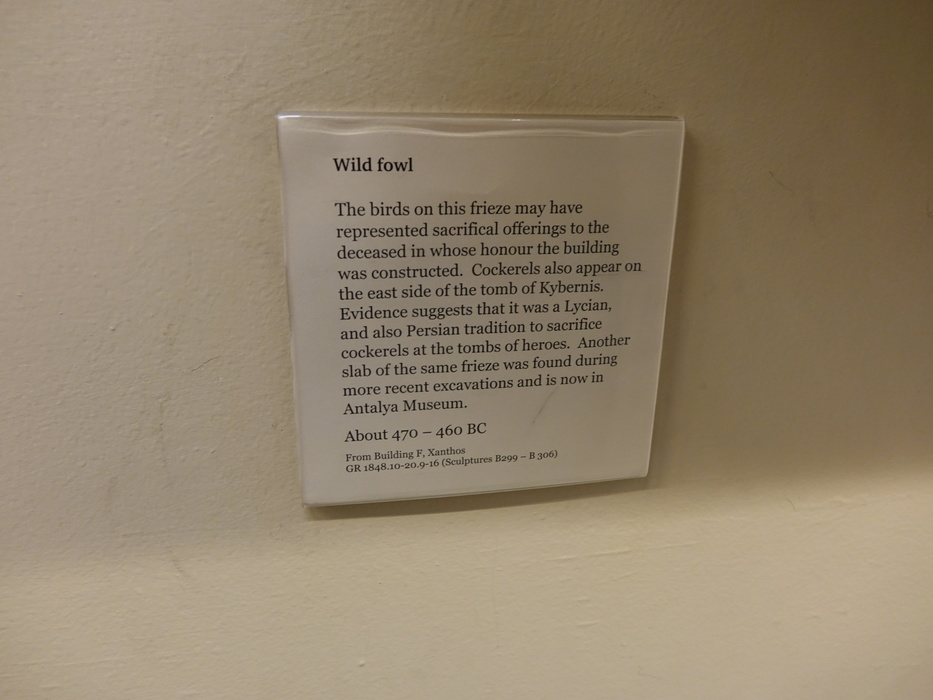 Wild fowl
The birds on this frieze may have
represented sacrifical offerings to the
deceased in whose honour the building
was constructed.  Cockerels also appear on
the east side of the tomb of Kybernis.
Evidence suggests that it was a Lycian,
and also Persian tradition to sacrifice
cockerels at the tombs of heroes.  Another
slab of the same frieze was found during
more recent excavations and is now in
Antalya Museum.
About 470 – 460 BC
From Building F, Xanthos
GR 1848.10-20.9-16 (Sculptures B299 – B 306)